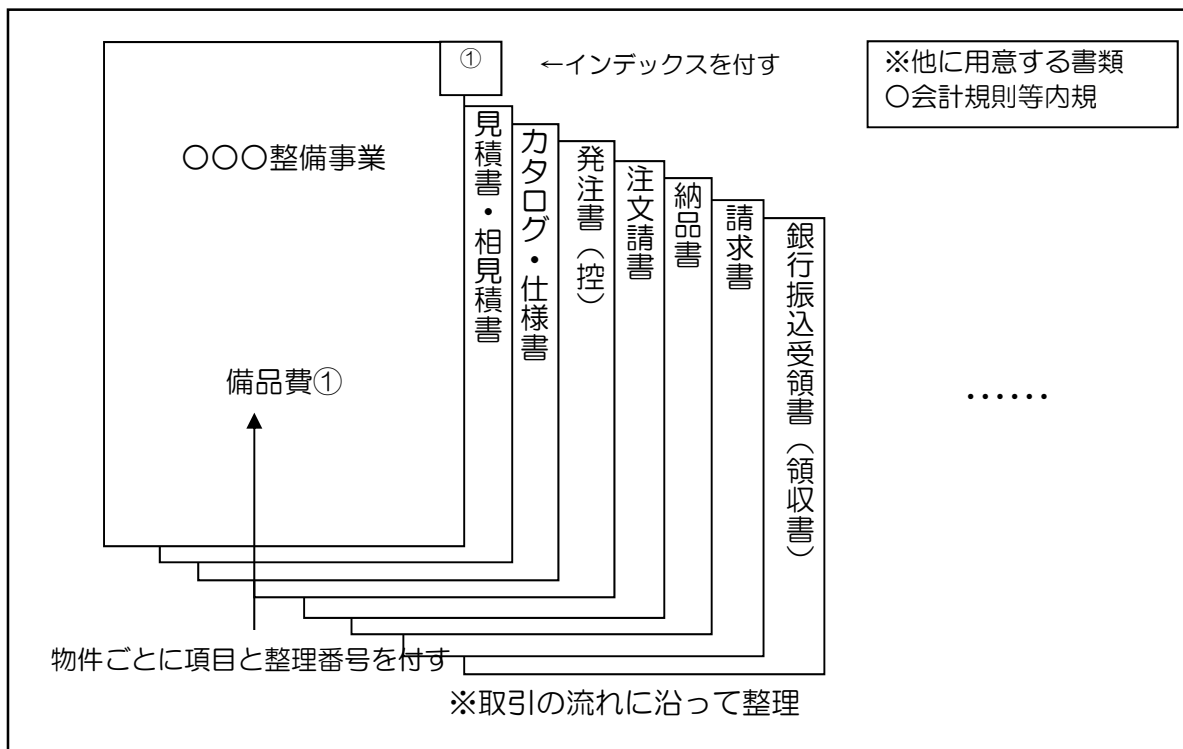 ①
←インデックスを付す
※他に用意する書類
〇会計規則等内規
〇〇〇整備事業
備品費①
見積書・相見積書
カタログ・仕様書
発注書（控）
注文請書
納品書
請求書
銀行振込受領書（領収書）
……
物件ごとに項目と整理番号を付す
※取引の流れに沿って整理